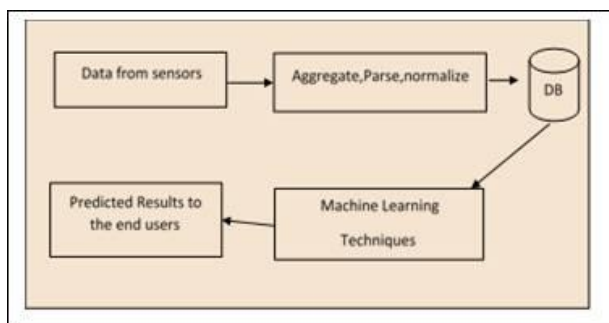 Data from sensors
Aggregate,Parse,normalize
DB
Machine Learning
Techniques
Predicted Results to
the end users